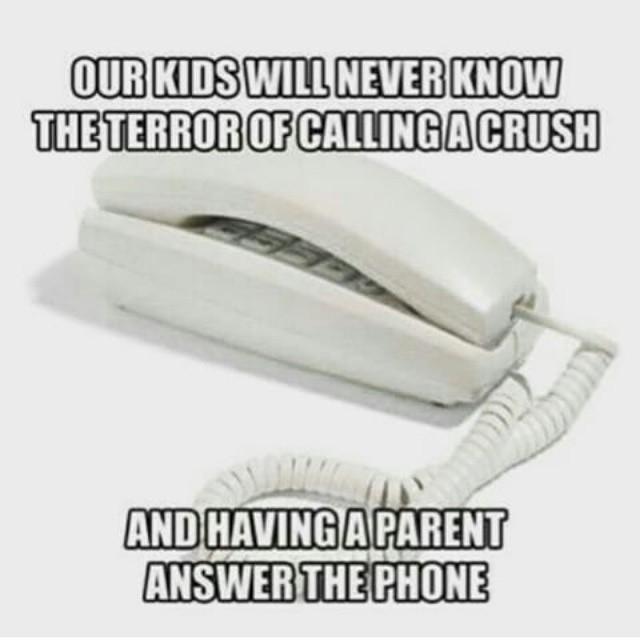 OUR KIDS WILL NEVER KNOW
THE TERROR OF CALLING A CRUSH
AND HAVING A PARENT
ANSWER THE PHONE